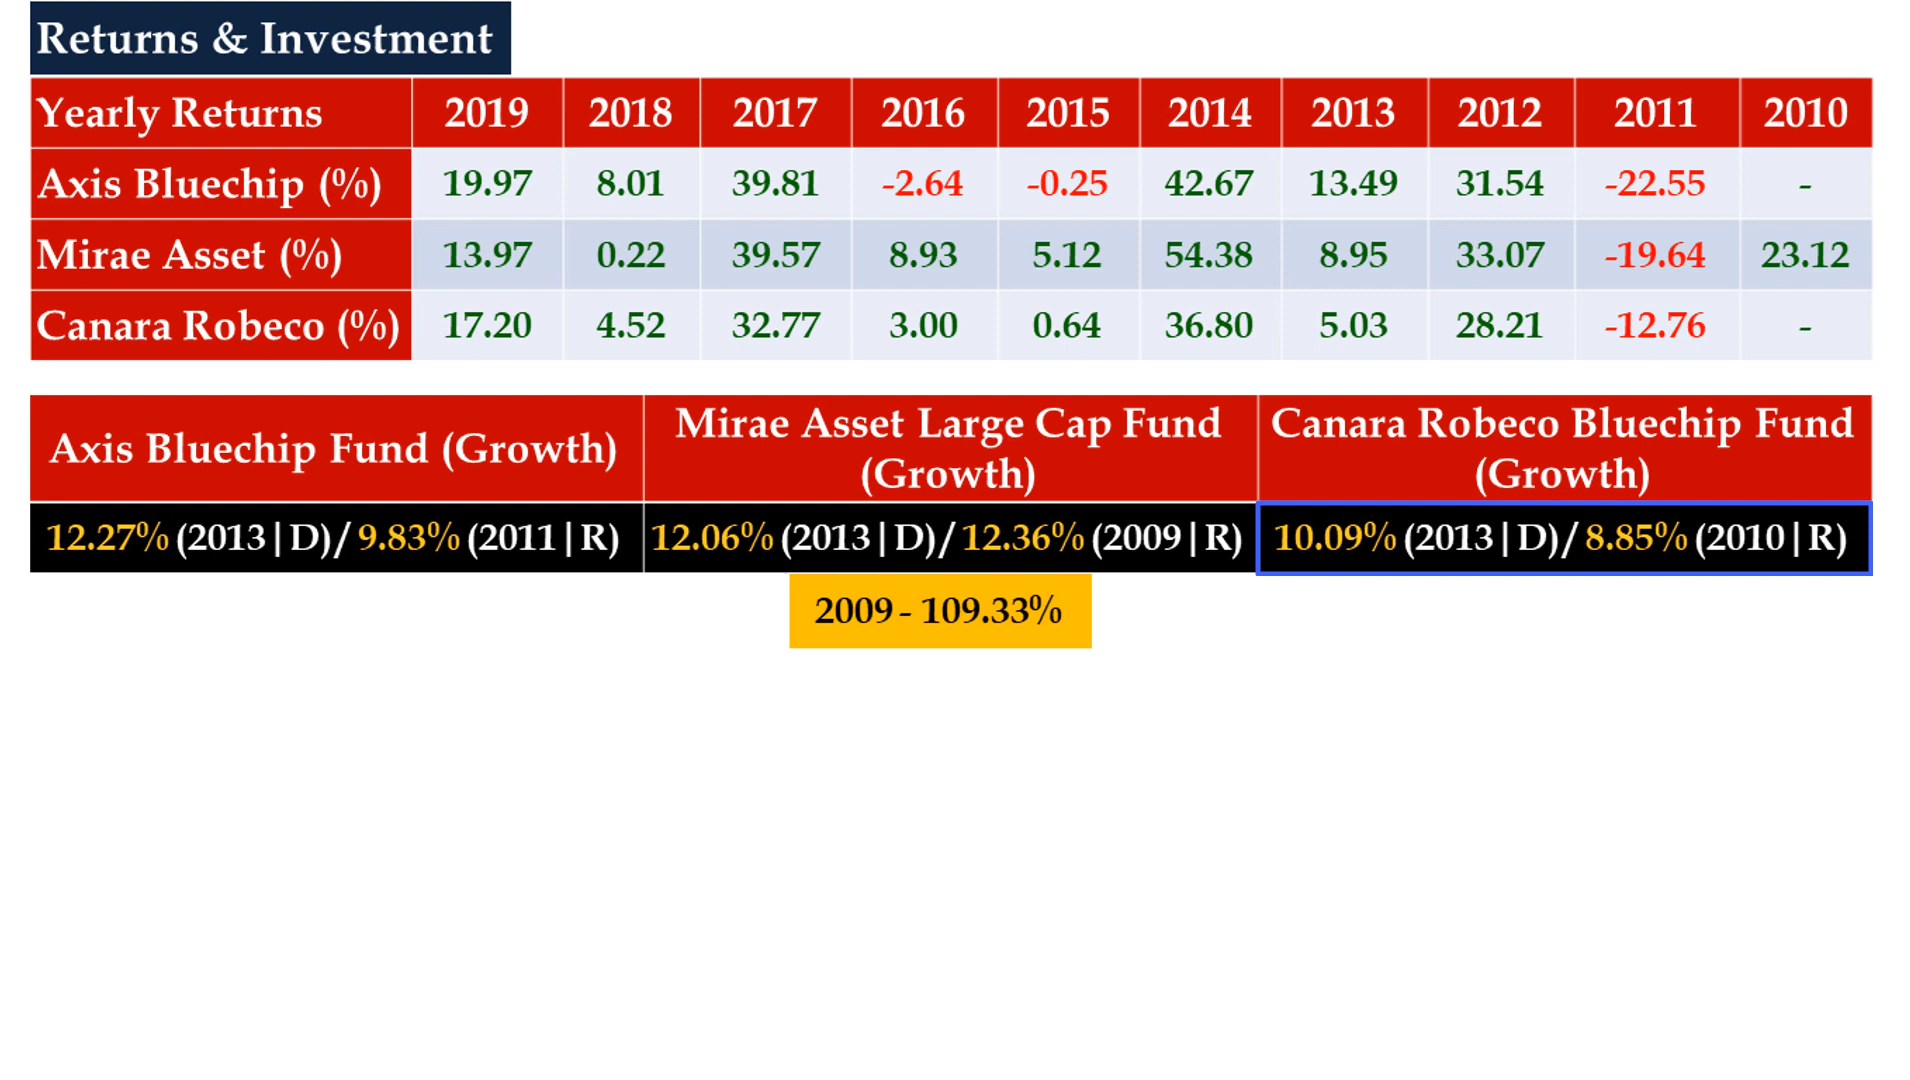 Returns & Investment
Yearly Returns 2019 2018 2017 2016 2015 2014 2013 2012 2011 2010
Axis Bluechip (%) 19.97 8.01 39.81 -2.64 -0.25 42.67 13.49 31.54 -22.55 -
Mirae Asset (%) 13.97 0.22 39.57 8.93 5.12 54.38 8.95 33.07 -19.64 23.12
Canara Robeco (%) 17.20 4.52 32.77 3.00 0.64 36.80 5.03 28.21 -12.76 -
Axis Bluechip Fund (Growth)
Mirae Asset Large Cap Fund
(Growth)
Canara Robeco Bluechip Fund
(Growth)
12.27% (2013|D)/ 9.83% (2011|R)
12.06% (2013|D)/ 12.36% (2009|R)
10.09% (2013|D)/ 8.85% (2010|R)
2009 - 109.33%